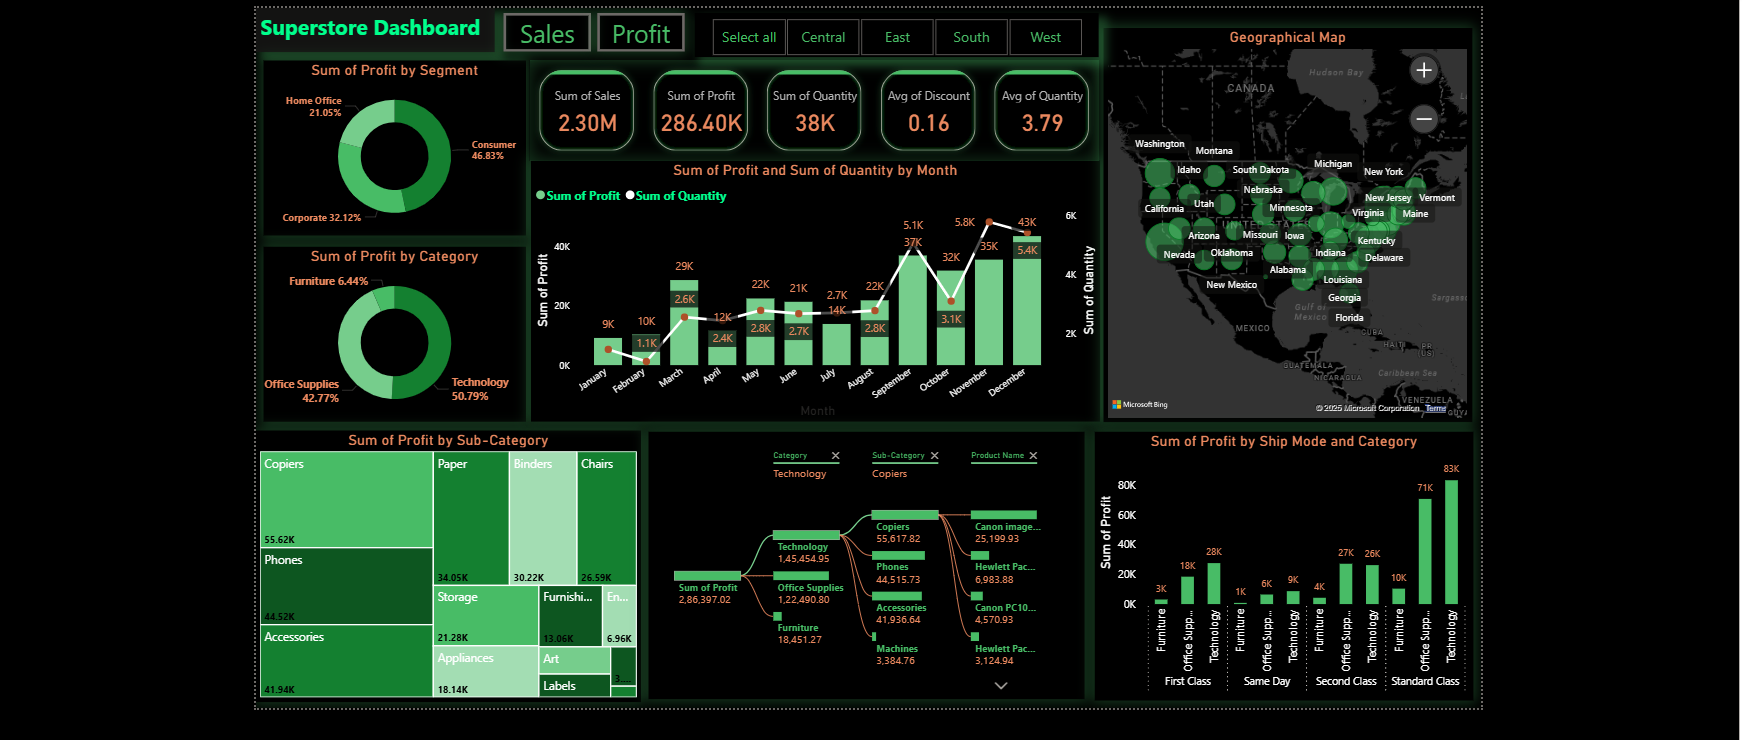 Superstore Dashboard
Sales
Profit
Select all
Central
East
South
West
Sum of Profit by Segment
Home Office
21.05%
Consumer
46.83%
Corporate 32.12%
Sum of Profit by Category
Furniture 6.44%
Office Supplies
42.77%
Technology
50.79%
Sum of Sales
2.30M
Sum of Profit
286.40K
Sum of Quantity
38K
Avg of Discount
0.16
Avg of Quantity
3.79
Sum of Profit and Sum of Quantity by Month
Sum of Profit
Sum of Quantity
Sum of Profit
40K
20K
0K
9K
10K
1.1K
29K
2.6K
12K
2.4K
22K
2.8K
21K
2.7K
2.7K
14K
22K
2.8K
5.1K
37K
32K
3.1K
5.8K
35K
43K
5.4K
6K
4K
2K
Sum of Quantity
January
February
March
April
May
June
July
August
September
October
November
December
Month
Geographical Map
Hudson Bay
CANADA
Washington
Montana
Michigan
New York
Idaho
South Dakota
Nebraska
New Jersey
Vermont
California
Utah
Minnesota
Virginia
Maine
UNITED STATES
Arizona
Missouri
Iowa
Kentucky
Nevada
Oklahoma
Indiana
Delaware
Alabama
New Mexico
Louisiana
Georgia
Florida
Gulf of
Mexico
Sargass
MEXICO
CUBA
HAITI
PR
(US)
GUATEMALA
NICARAGUA
Caribbean Sea
VENEZUELA
GUY
Microsoft Bing
© 2025 Microsoft Corporation Terms
Sum of Profit by Sub-Category
Copiers
55.62K
Phones
44.52K
Accessories
41.94K
Paper
34.05K
Binders
30.22K
Chairs
26.59K
Storage
21.28K
Appliances
18.14K
Furnishi...
13.06K
En...
6.96K
Art
Labels
3....
Category
Technology
Sub-Category
Copiers
Product Name
Sum of Profit
2,86,397.02
Technology
1,45,454.95
Office Supplies
1,22,490.80
Furniture
18,451.27
Copiers
55,617.82
Phones
44,515.73
Accessories
41,936.64
Machines
3,384.76
Canon image...
25,199.93
Hewlett Pac...
6,983.88
Canon PC10...
4,570.93
Hewlett Pac...
3,124.94
Sum of Profit by Ship Mode and Category
Sum of Profit
80K
60K
40K
20K
0K
3K
18K
28K
1K
6K
9K
4K
27K
26K
10K
71K
83K
Furniture
Office Supp...
Technology
Furniture
Office Supp...
Technology
Furniture
Office Supp...
Technology
Furniture
Office Supp...
Technology
First Class
Same Day
Second Class
Standard Class